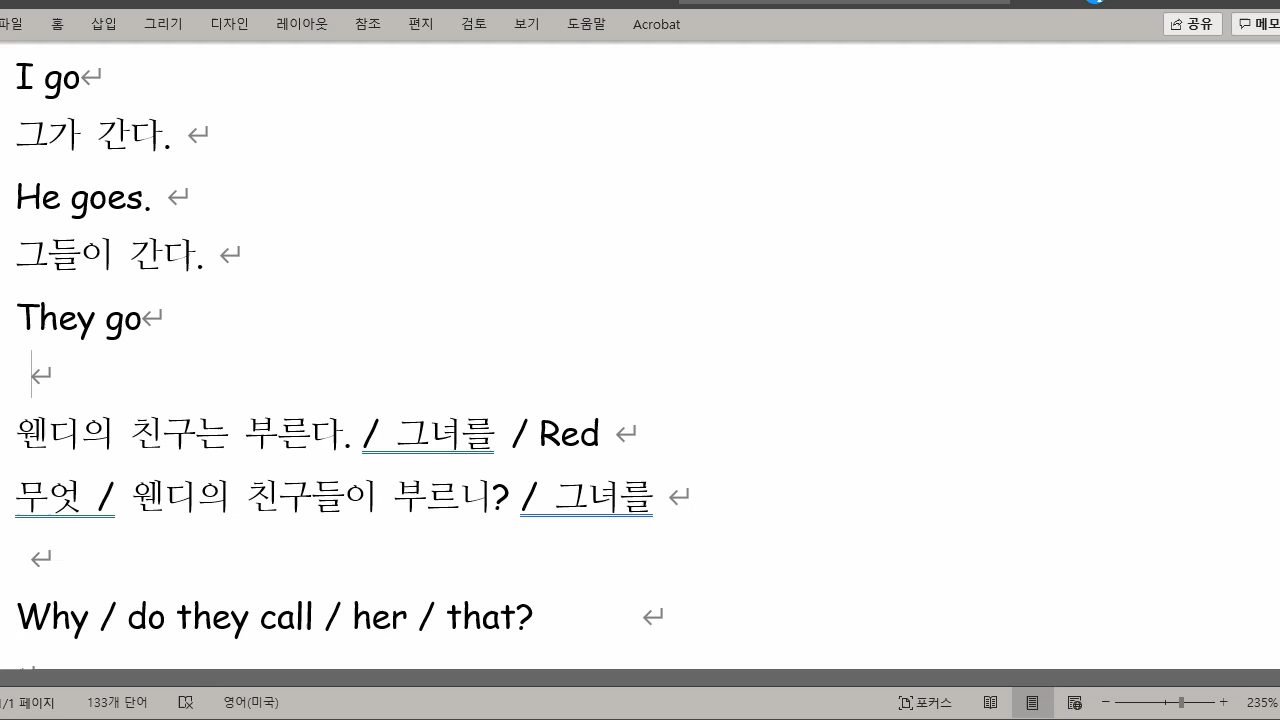 파일 홈 삽입 그리기 디자인 레이아웃 참조 편지 검토 보기 도움말 Acrobat 공유 메모
I go
그가 간다.
He goes.
그들이 간다.
They go
웬디의 친구는 부른다. / 그녀를 / Red
무엇 / 웬디의 친구들이 부르니? / 그녀를
Why / do they call / her / that?
1/1 페이지 133개 단어 영어(미국) 포커스 235%